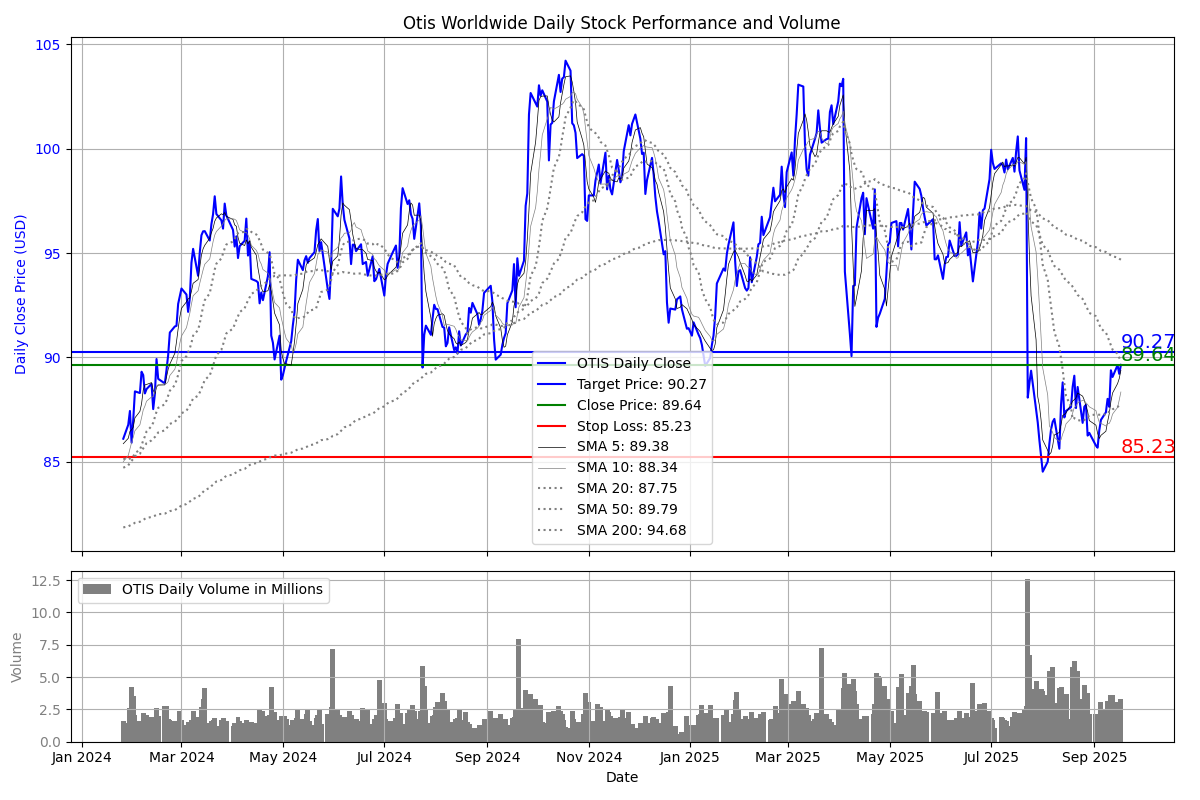 Otis Worldwide Daily Stock Performance and Volume
Daily Close Price (USD)
105
100
95
90
85
90.27
89.64
85.23
OTIS Daily Close
Target Price: 90.27
Close Price: 89.64
Stop Loss: 85.23
SMA 5: 89.38
SMA 10: 88.34
SMA 20: 87.75
SMA 50: 89.79
SMA 200: 94.68
Volume
12.5
10.0
7.5
5.0
2.5
0.0
OTIS Daily Volume in Millions
Jan 2024 Mar 2024 May 2024 Jul 2024 Sep 2024 Nov 2024 Jan 2025 Mar 2025 May 2025 Jul 2025 Sep 2025
Date